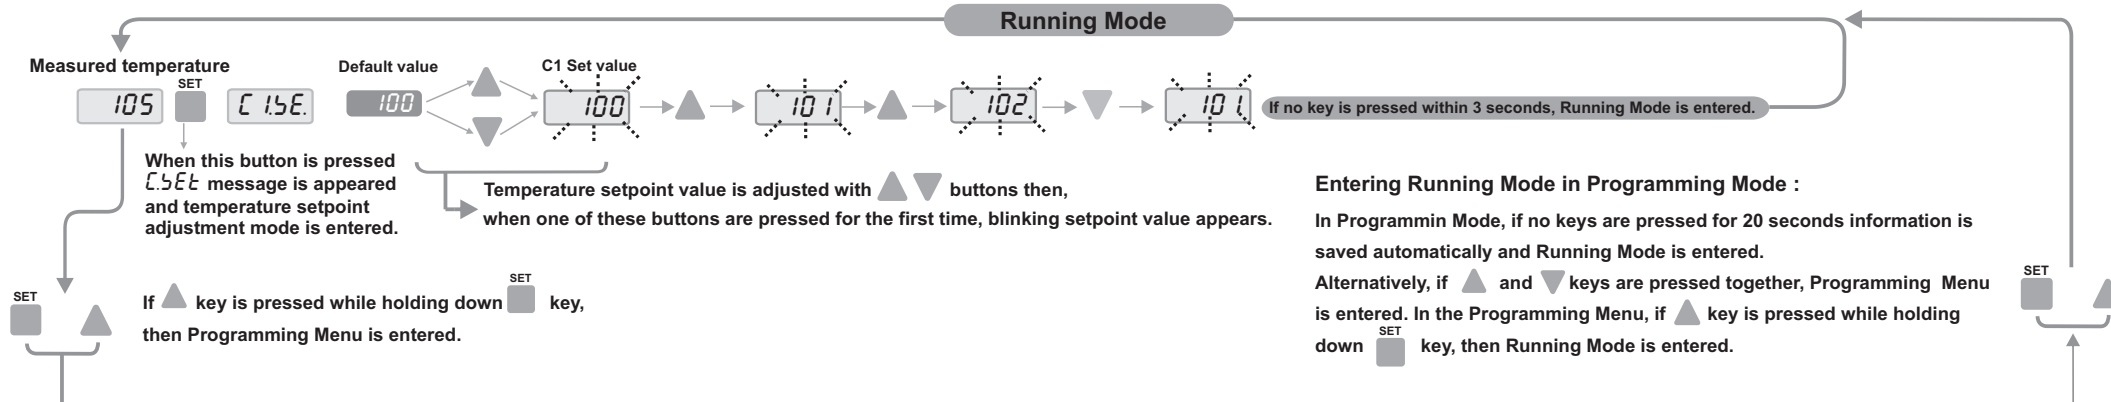 Running Mode
Measured temperature
SET
105
C 1.SE.
Default value
100
C1 Set value
100
101
102
101
If no key is pressed within 3 seconds, Running Mode is entered.
When this button is pressed
C.SEt message is appeared
and temperature setpoint
adjustment mode is entered.
Temperature setpoint value is adjusted with buttons then,
when one of these buttons are pressed for the first time, blinking setpoint value appears.
SET
If key is pressed while holding down SET key,
then Programming Menu is entered.
Entering Running Mode in Programming Mode :
In Programmin Mode, if no keys are pressed for 20 seconds information is
saved automatically and Running Mode is entered.
Alternatively, if and keys are pressed together, Programming Menu
is entered. In the Programming Menu, if key is pressed while holding
down SET key, then Running Mode is entered.
SET